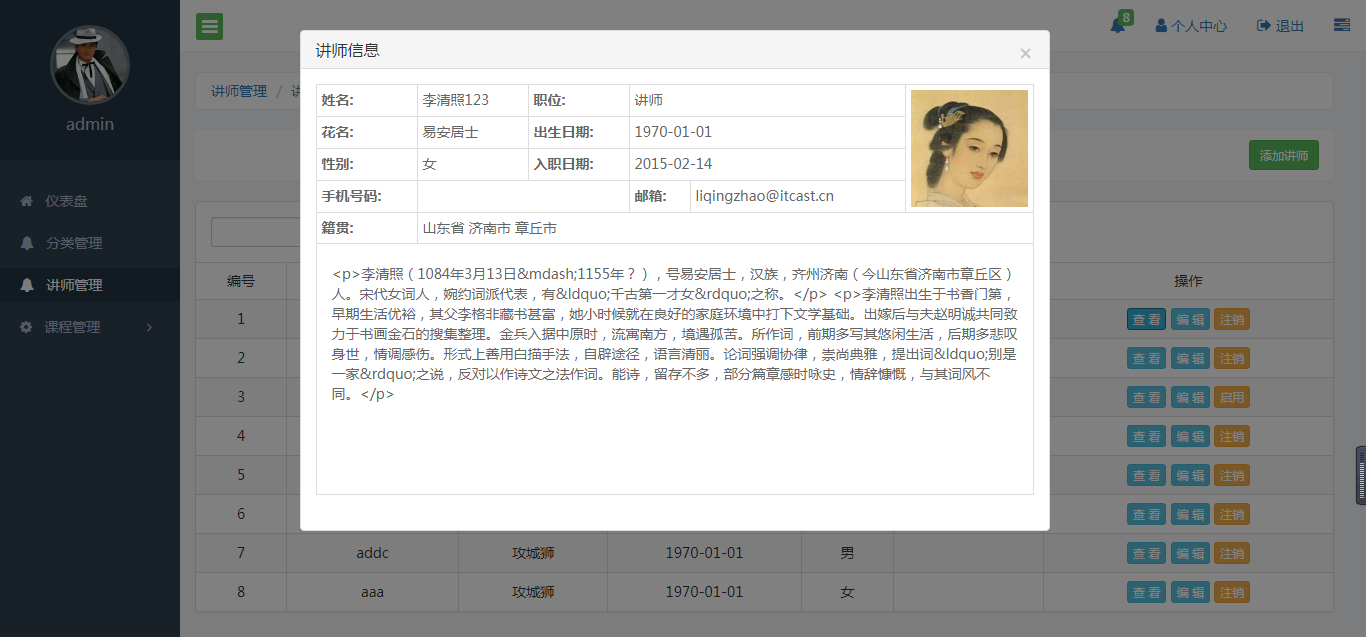 admin
仪表盘
分类管理
讲师管理
课程管理
8
个人中心
退出
讲师管理 / 讲
添加讲师
讲师信息
×
姓名: 李清照123 职位: 讲师
花名: 易安居士 出生日期: 1970-01-01
性别: 女 入职日期: 2015-02-14
手机号码: 邮箱: liqingzhao@itcast.cn
籍贯: 山东省 济南市 章丘市
<p>李清照（1084年3月13日&mdash;1155年？），号易安居士，汉族，齐州济南（今山东省济南市章丘区）
人。宋代女词人，婉约词派代表，有&ldquo;千古第一才女&rdquo;之称。</p> <p>李清照出生于书香门第，
早期生活优裕，其父李格非藏书甚富，她小时候就在良好的家庭环境中打下文学基础。出嫁后与夫赵明诚共同致
力于书画金石的搜集整理。金兵入据中原时，流寓南方，境遇孤苦。所作词，前期多写其悠闲生活，后期多悲叹
身世，情调感伤。形式上善用白描手法，自辟途径，语言清丽。论词强调协律，崇尚典雅，提出词&ldquo;别是
一家&rdquo;之说，反对以作诗文之法作词。能诗，留存不多，部分篇章感时咏史，情辞慷慨，与其词风不
同。</p>
编号 操作
1 查 看 编 辑 注销
2 查 看 编 辑 注销
3 查 看 编 辑 启用
4 查 看 编 辑 注销
5 查 看 编 辑 注销
6 查 看 编 辑 注销
7 addc 攻城狮 1970-01-01 男 查 看 编 辑 注销
8 aaa 攻城狮 1970-01-01 女 查 看 编 辑 注销